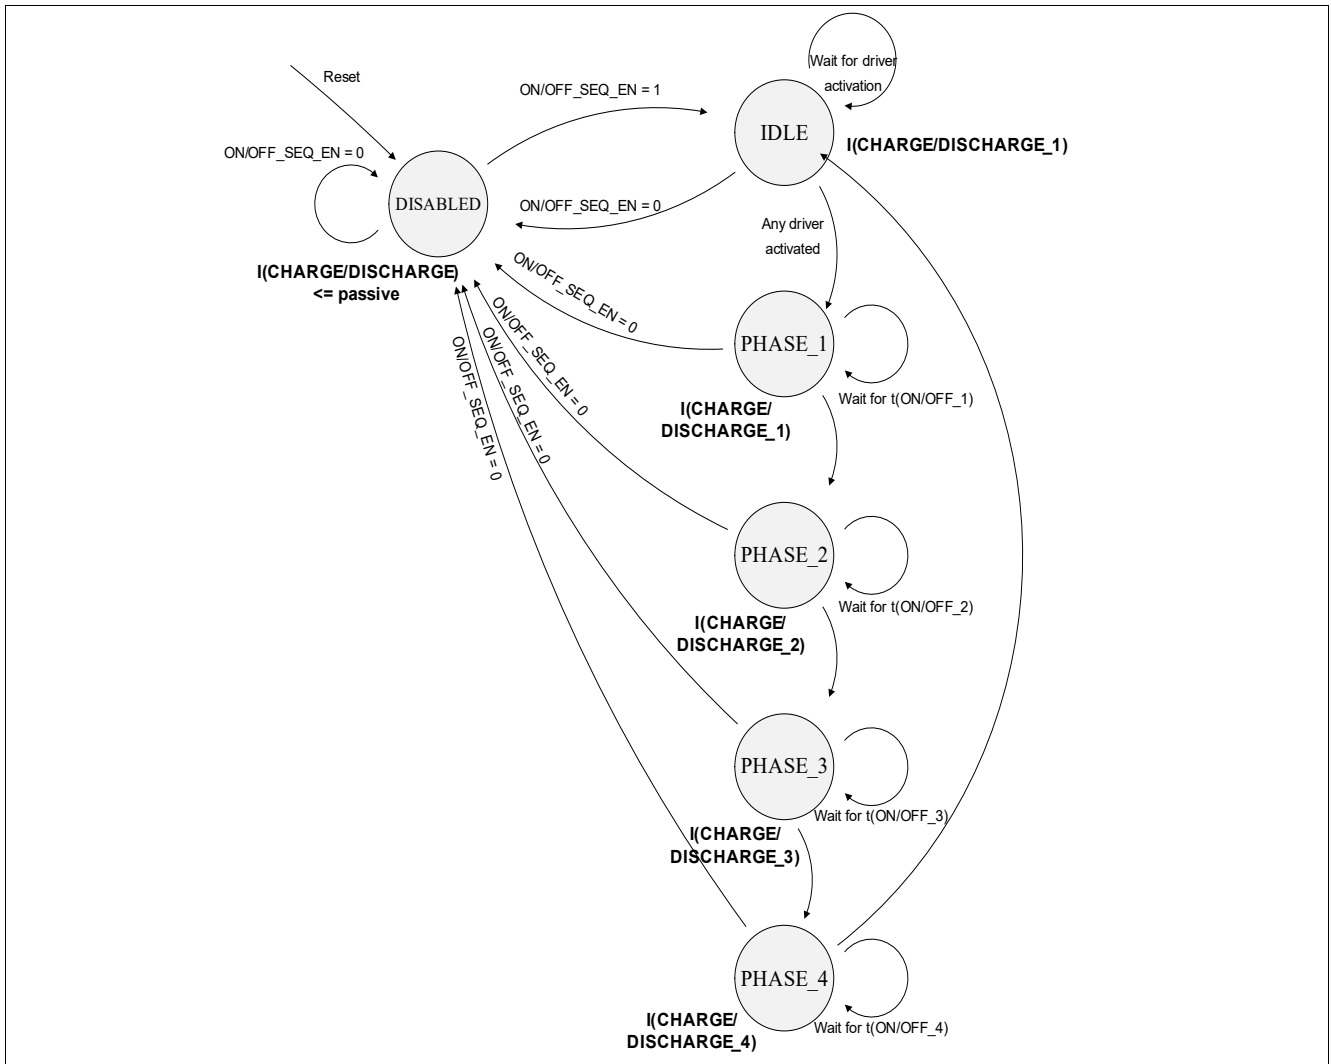 Wait for driver
activation
Reset
ON/OFF_SEQ_EN = 1
IDLE
I(CHARGE/DISCHARGE_1)
ON/OFF_SEQ_EN = 0
DISABLED
ON/OFF_SEQ_EN = 0
I(CHARGE/DISCHARGE)
<= passive
Any driver
activated
ON/OFF_SEQ_EN = 0
ON/OFF_SEQ_EN = 0
ON/OFF_SEQ_EN = 0
ON/OFF_SEQ_EN = 0
PHASE_1
Wait for t(ON/OFF_1)
I(CHARGE/
DISCHARGE_1)
PHASE_2
Wait for t(ON/OFF_2)
I(CHARGE/
DISCHARGE_2)
PHASE_3
Wait for t(ON/OFF_3)
I(CHARGE/
DISCHARGE_3)
PHASE_4
Wait for t(ON/OFF_4)
I(CHARGE/
DISCHARGE_4)